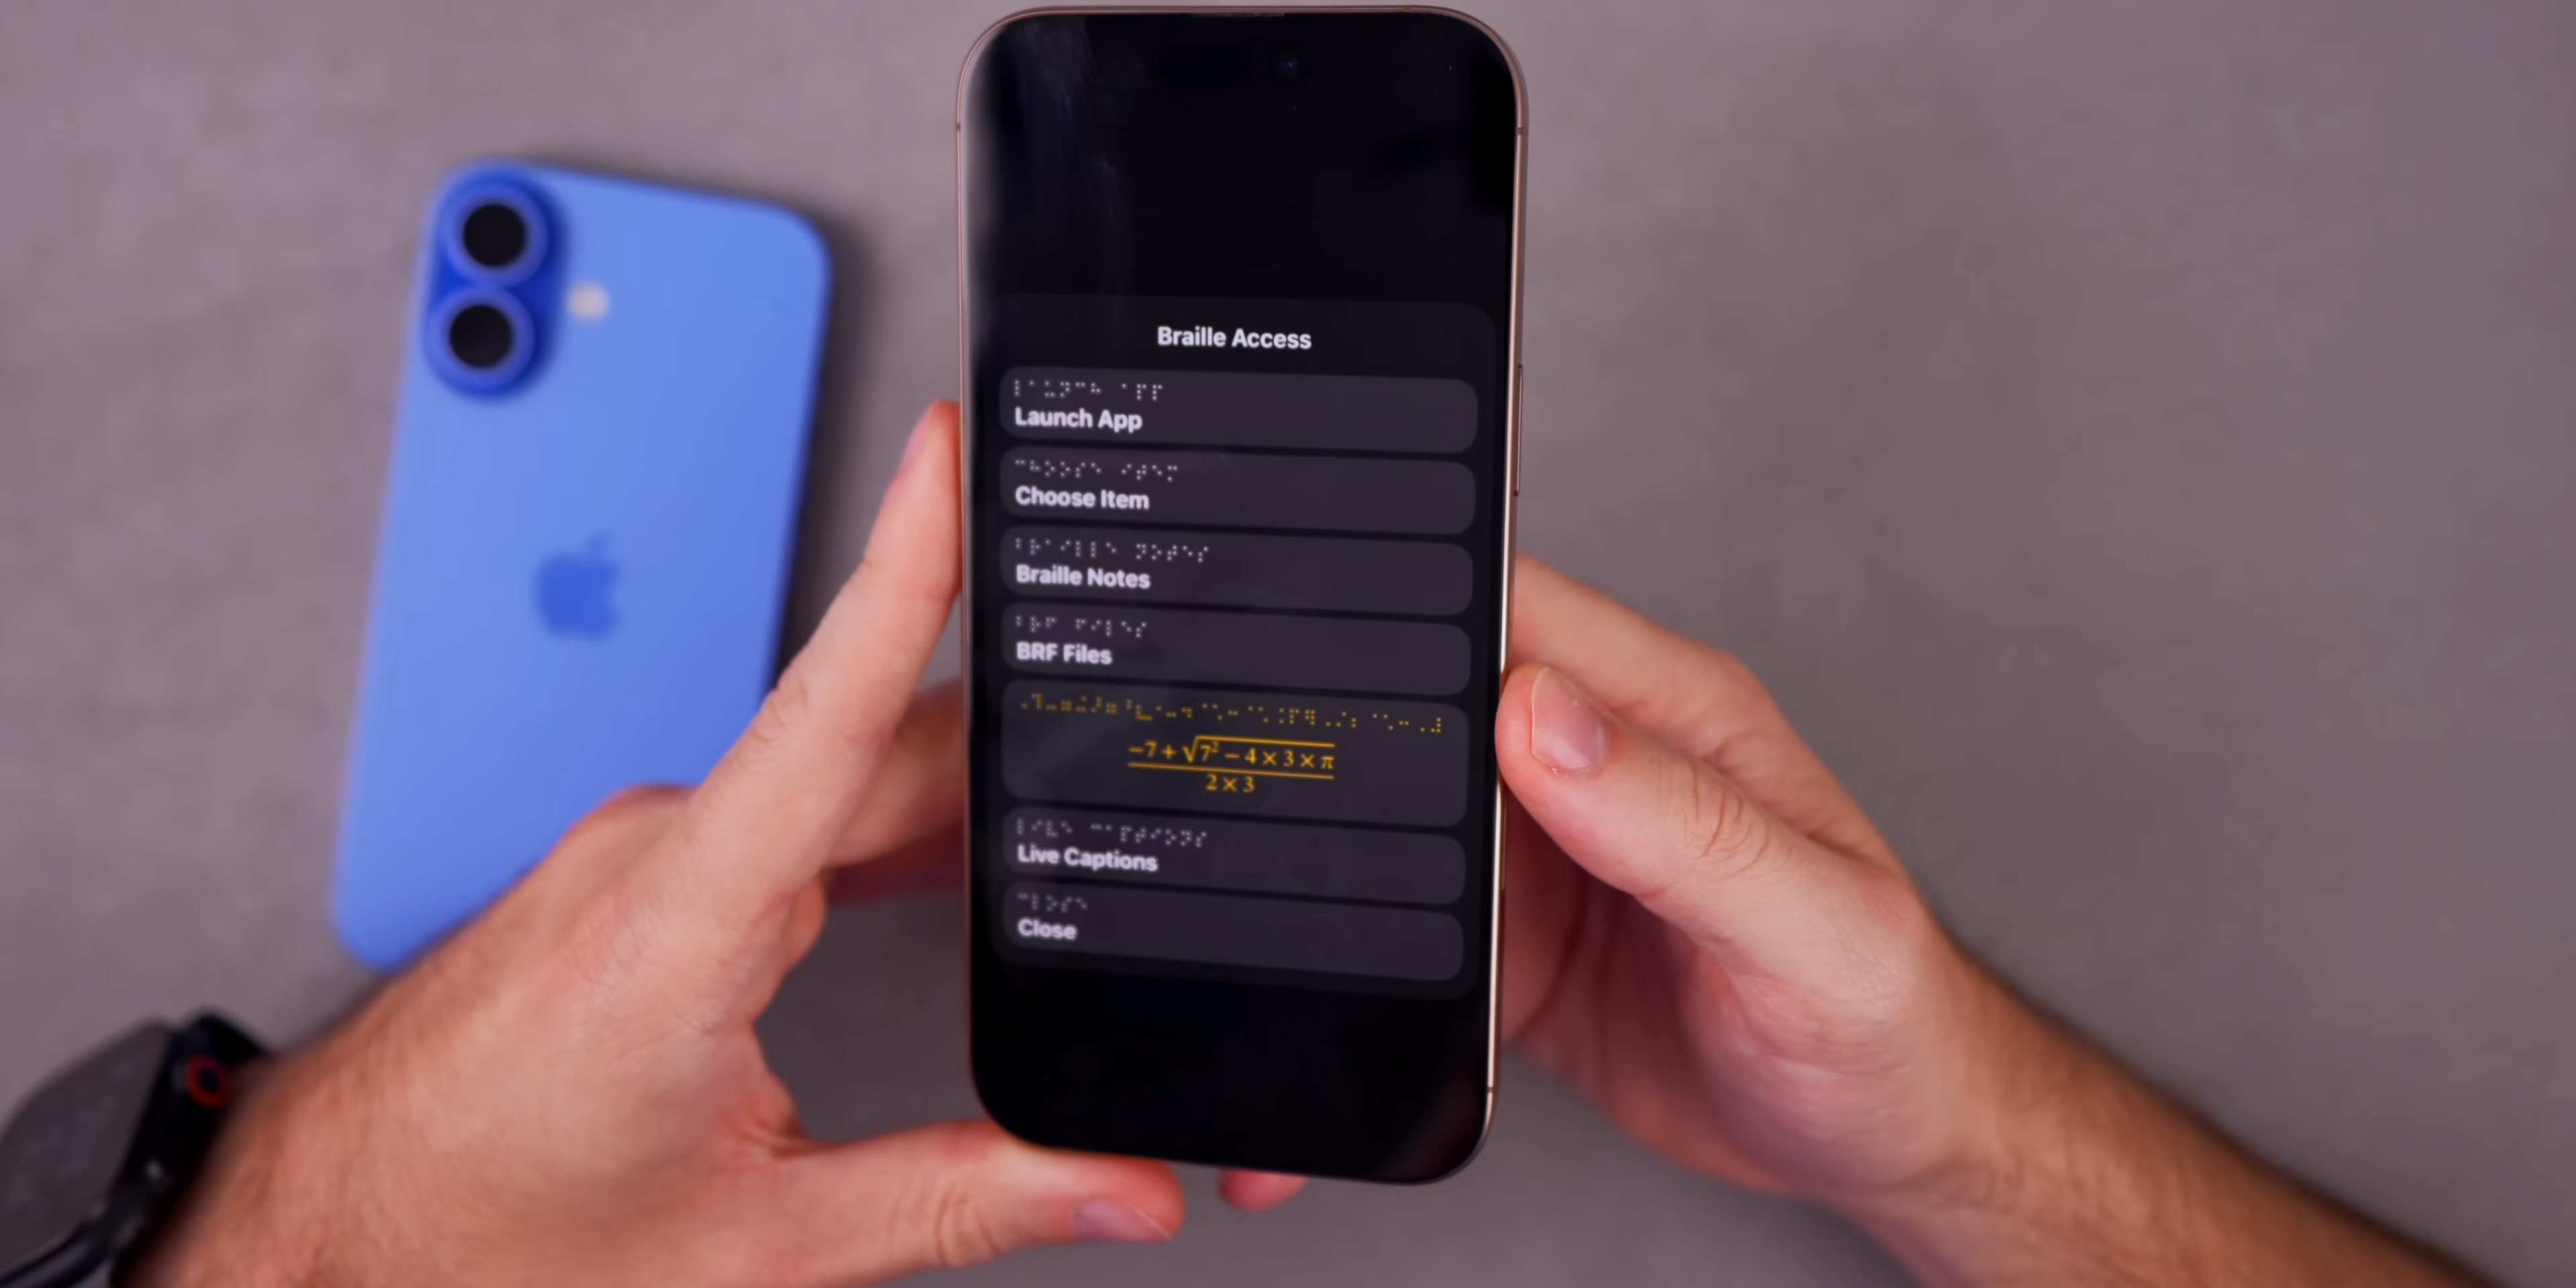 Braille Access
⠇⠁⠥⠝⠉⠓ ⠁⠏⠏
Launch App
⠉⠓⠕⠕⠎⠑ ⠊⠞⠑⠍
Choose Item
⠃⠗⠁⠊⠇⠇⠑ ⠝⠕⠞⠑⠎
Braille Notes
⠃⠗⠋ ⠋⠊⠇⠑⠎
BRF Files
−7 + √7² − 4 × 3 × π
2 × 3
⠇⠊⠧⠑ ⠉⠁⠏⠞⠊⠕⠝⠎
Live Captions
⠉⠇⠕⠎⠑
Close